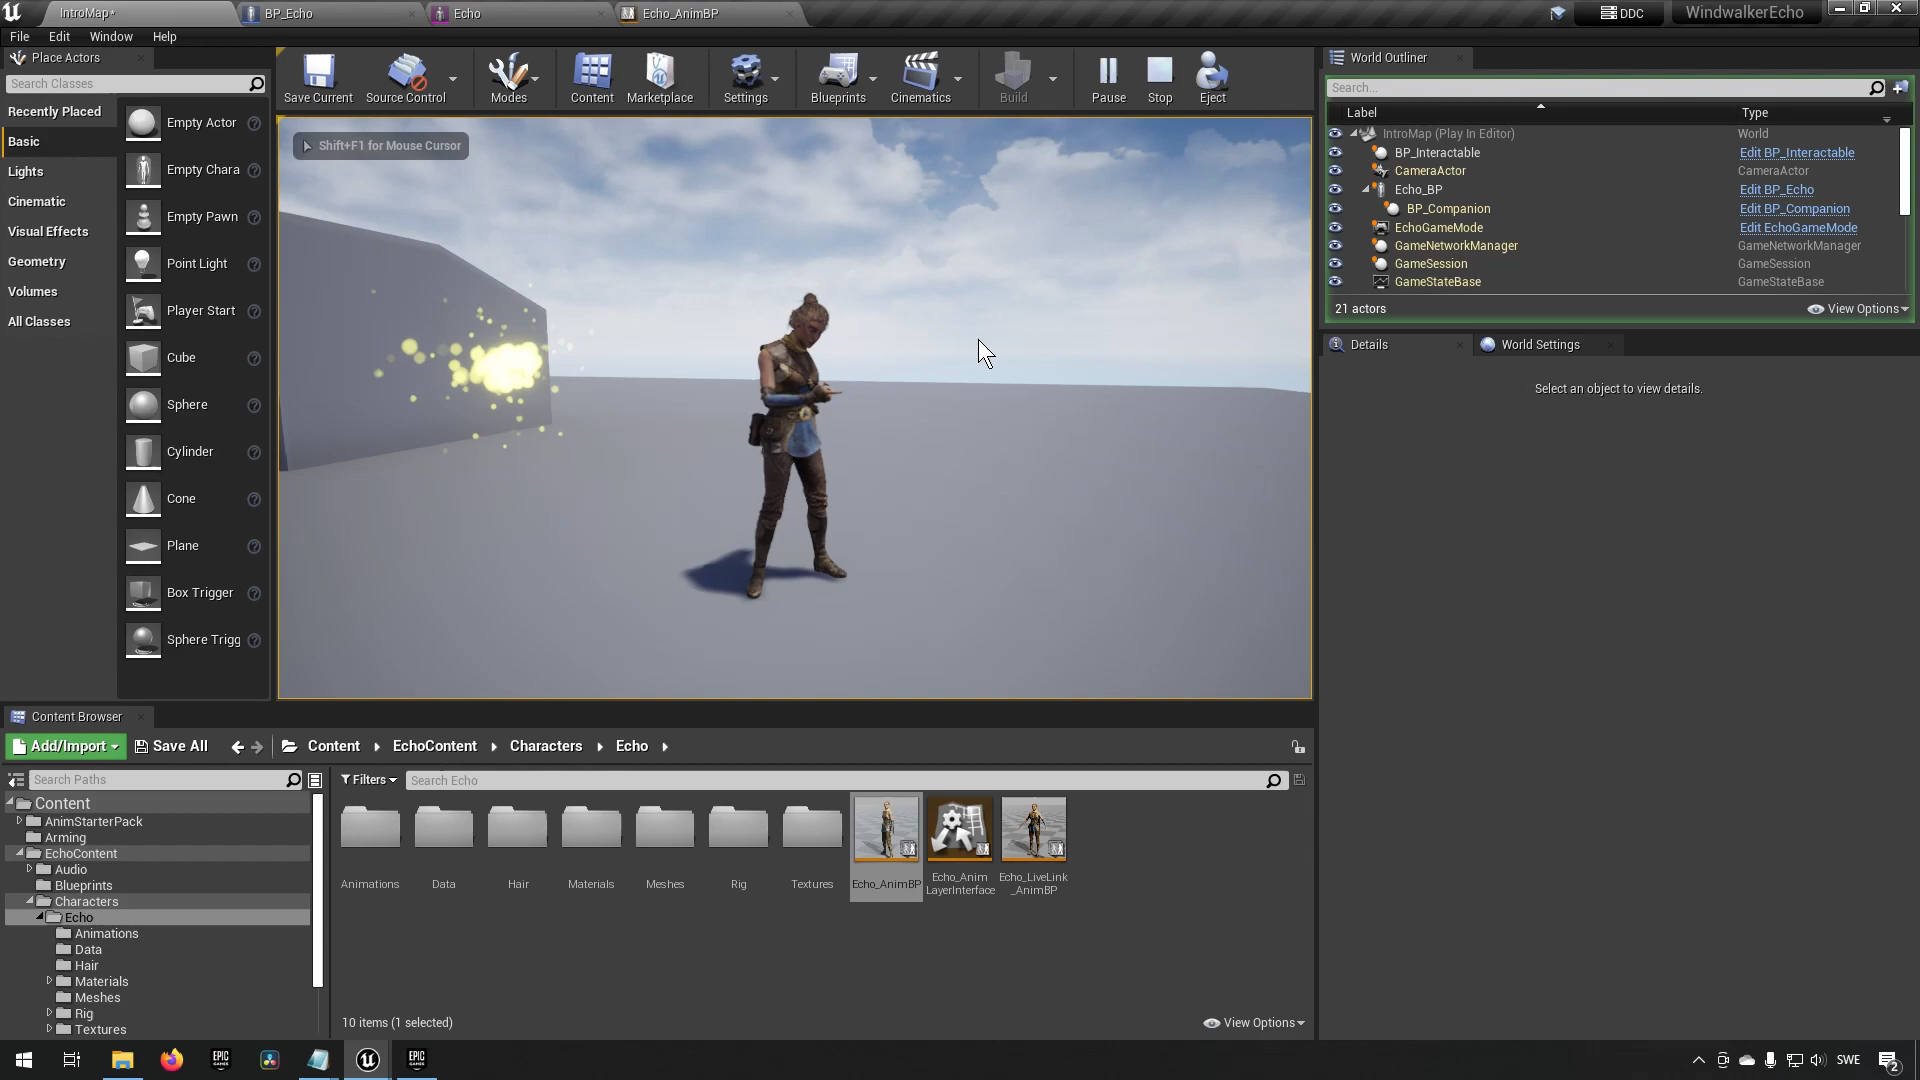 IntroMap*
BP_Echo
Echo
Echo_AnimBP
DDC
WindwalkerEcho
File
Edit
Window
Help
Place Actors
Search Classes
Recently Placed
Basic
Lights
Cinematic
Visual Effects
Geometry
Volumes
All Classes
Empty Actor
Empty Chara
Empty Pawn
Point Light
Player Start
Cube
Sphere
Cylinder
Cone
Plane
Box Trigger
Sphere Trigg
Save Current
Source Control
Modes
Content
Marketplace
Settings
Blueprints
Cinematics
Build
Pause
Stop
Eject
Shift+F1 for Mouse Cursor
World Outliner
Search...
Label
Type
IntroMap (Play In Editor)
World
BP_Interactable
Edit BP_Interactable
CameraActor
CameraActor
Echo_BP
Edit BP_Echo
BP_Companion
Edit BP_Companion
EchoGameMode
Edit EchoGameMode
GameNetworkManager
GameNetworkManager
GameSession
GameSession
GameStateBase
GameStateBase
21 actors
View Options
Details
World Settings
Select an object to view details.
Content Browser
Add/Import
Save All
Content
EchoContent
Characters
Echo
Search Paths
Filters
Search Echo
Content
AnimStarterPack
Arming
EchoContent
Audio
Blueprints
Characters
Echo
Animations
Data
Hair
Materials
Meshes
Rig
Textures
Animations
Data
Hair
Materials
Meshes
Rig
Textures
Echo_AnimBP
Echo_Anim
LayerInterface
Echo_LiveLink
_AnimBP
10 items (1 selected)
View Options
EPIC
GAMES
EPIC
GAMES
SWE
2